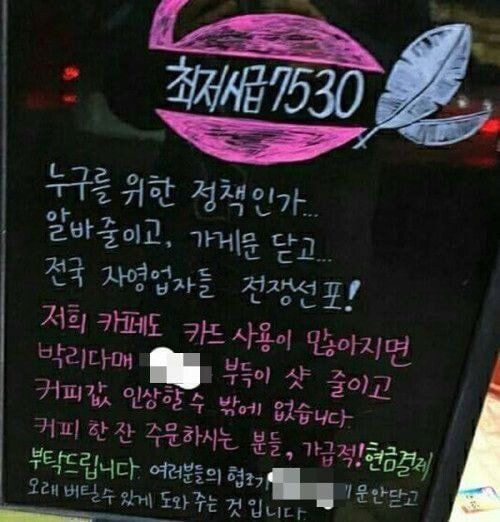 최저시급7530
누구를 위한 정책인가...
알바줄이고, 가게문 닫고...
전국 자영업자들 전쟁선포!
저희 카페도 카드 사용이 많아지면
박리다매 부득이 샷 줄이고
커피값 인상할 수 밖에 없습니다.
커피 한 잔 주문하시는 분들, 가급적! 현금결제
부탁드립니다. 여러분들의 협조가 문안닫고
오래 버틸수 있게 도와 주는 것 입니다.